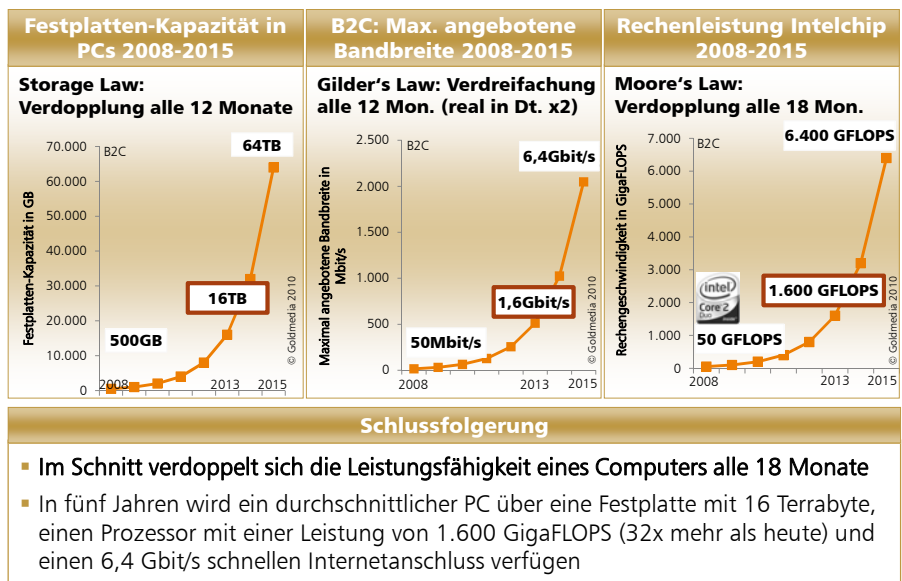 Festplatten-Kapazität in
PCs 2008-2015
Storage Law:
Verdopplung alle 12 Monate
Festplatten-Kapazität in GB
70.000
60.000
50.000
40.000
30.000
20.000
10.000
0
B2C
64TB
16TB
500GB
2008
2013
2015
© Goldmedia 2010
B2C: Max. angebotene
Bandbreite 2008-2015
Gilder's Law: Verdreifachung
alle 12 Mon. (real in Dt. x2)
Maximal angebotene Bandbreite in
Mbit/s
2.500
2.000
1.000
500
0
B2C
6,4Gbit/s
1,6Gbit/s
50Mbit/s
2008
2013
2015
© Goldmedia 2010
Rechenleistung Intelchip
2008-2015
Moore's Law:
Verdopplung alle 18 Mon.
Rechengeschwindigkeit in GigaFLOPS
7.000
6.000
5.000
4.000
3.000
2.000
1.000
0
B2C
6.400 GFLOPS
1.600 GFLOPS
intel
Core 2
Duo
50 GFLOPS
2008
2013
2015
© Goldmedia 2010
Schlussfolgerung
▪ Im Schnitt verdoppelt sich die Leistungsfähigkeit eines Computers alle 18 Monate
▪ In fünf Jahren wird ein durchschnittlicher PC über eine Festplatte mit 16 Terrabyte,
einen Prozessor mit einer Leistung von 1.600 GigaFLOPS (32x mehr als heute) und
einen 6,4 Gbit/s schnellen Internetanschluss verfügen